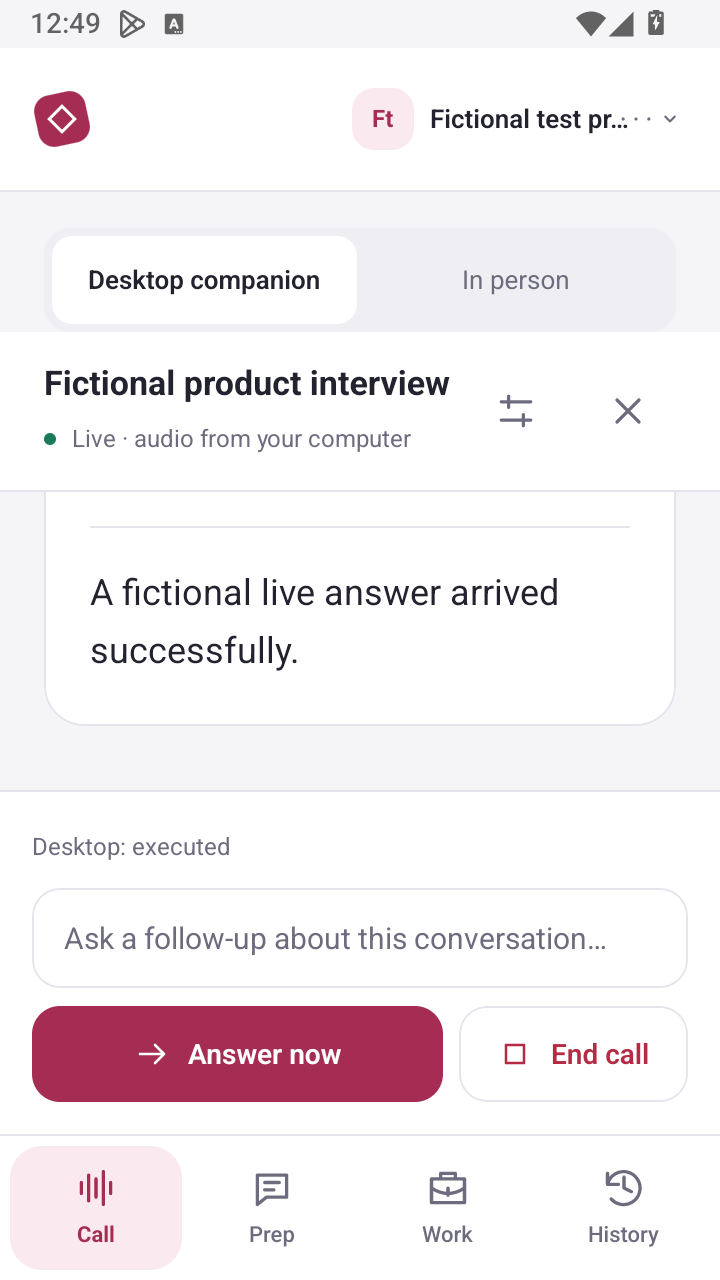 12:49
A
Ft
Fictional test pr...
Desktop companion
In person
Fictional product interview
Live · audio from your computer
A fictional live answer arrived
successfully.
Desktop: executed
Ask a follow-up about this conversation…
Answer now
End call
Call
Prep
Work
History